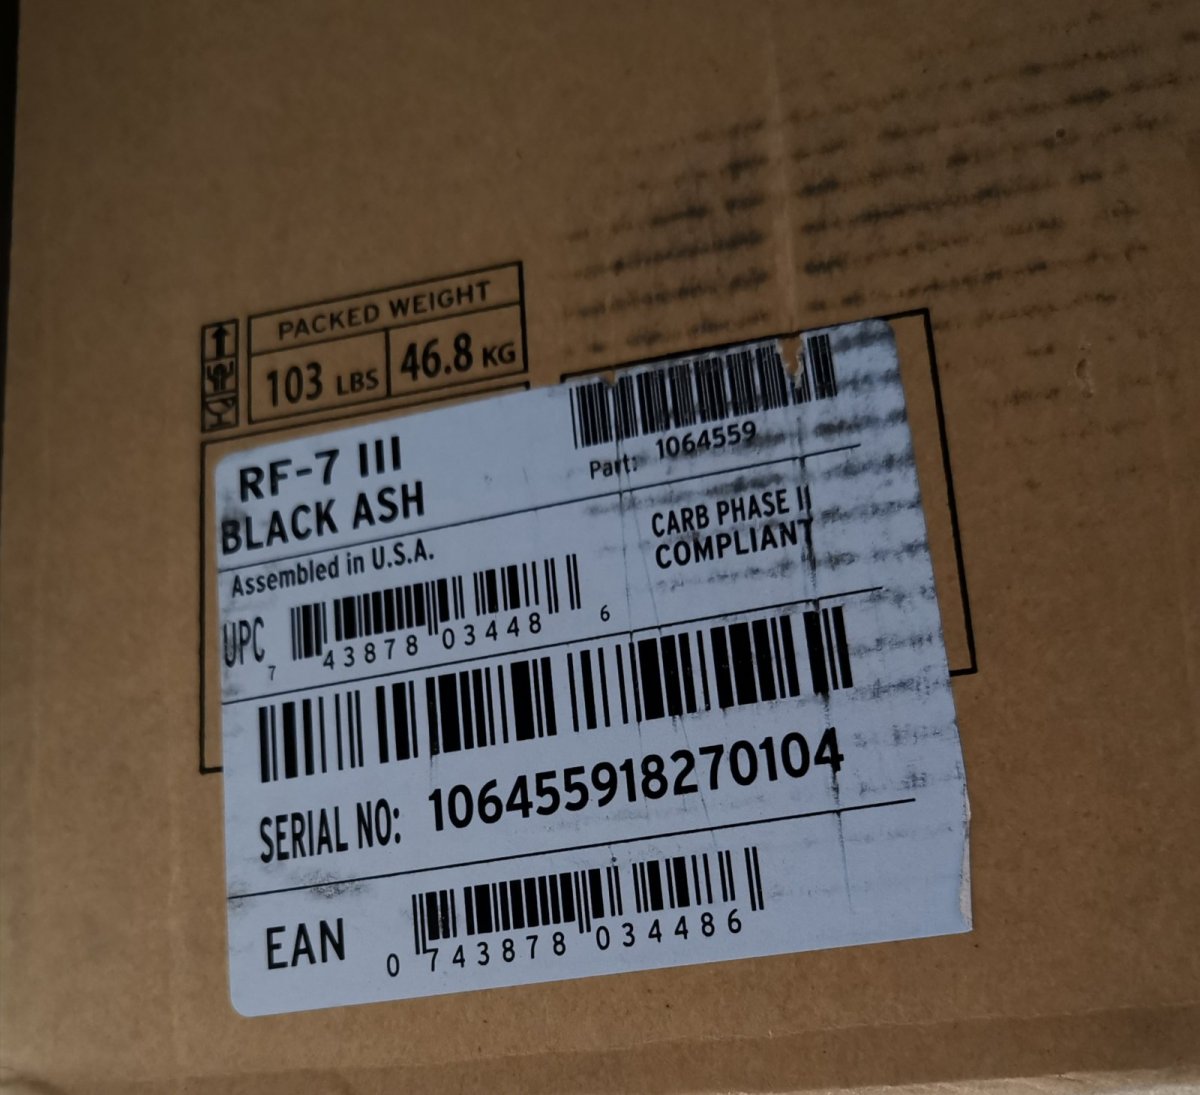 PACKED WEIGHT
103 LBS 46.8 KG
RF-7 III
BLACK ASH
Part: 1064559
Assembled in U.S.A.
CARB PHASE II
COMPLIANT
UPC 7 43878 03448 6
SERIAL NO: 106455918270104
EAN 0 743878 034486